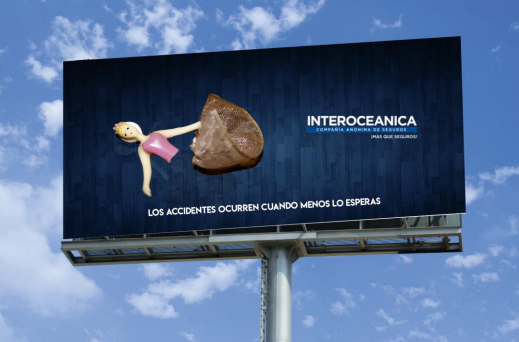 INTEROCEANICA
COMPAÑÍA ANÓNIMA DE SEGUROS
¡MÁS QUE SEGUROS!
LOS ACCIDENTES OCURREN CUANDO MENOS LO ESPERAS